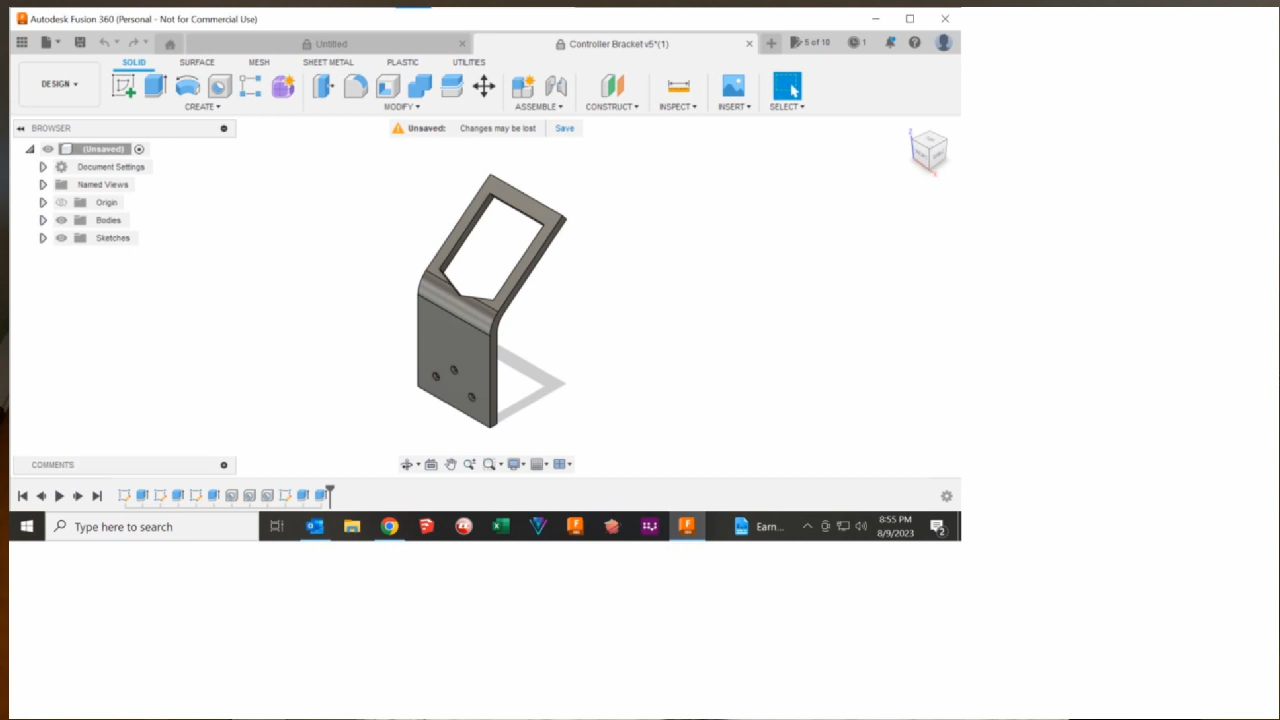 Autodesk Fusion 360 (Personal - Not for Commercial Use)
Untitled
Controller Bracket v5*(1)
5 of 10
1
DESIGN
SOLID
SURFACE
MESH
SHEET METAL
PLASTIC
UTILITIES
CREATE
MODIFY
ASSEMBLE
CONSTRUCT
INSPECT
INSERT
SELECT
BROWSER
Unsaved: Changes may be lost Save
(Unsaved)
Document Settings
Named Views
Origin
Bodies
Sketches
Z
X
COMMENTS
Type here to search
Earn...
8:55 PM
8/9/2023
2